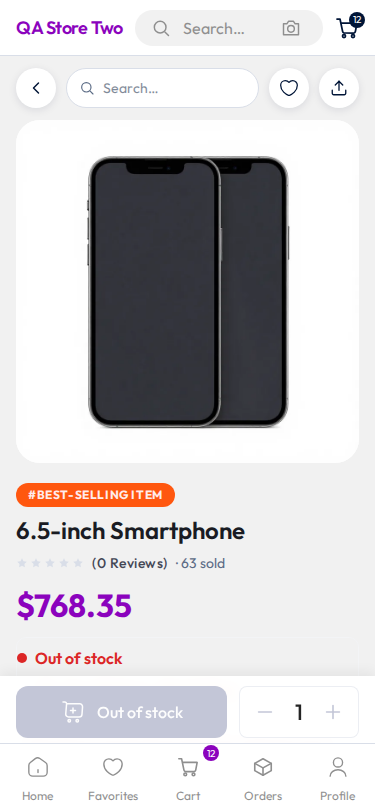 QA Store Two
Search...
12
Search...
#BEST-SELLING ITEM
6.5-inch Smartphone
(0 Reviews) · 63 sold
$768.35
Out of stock
Out of stock
1
12
Home
Favorites
Cart
Orders
Profile